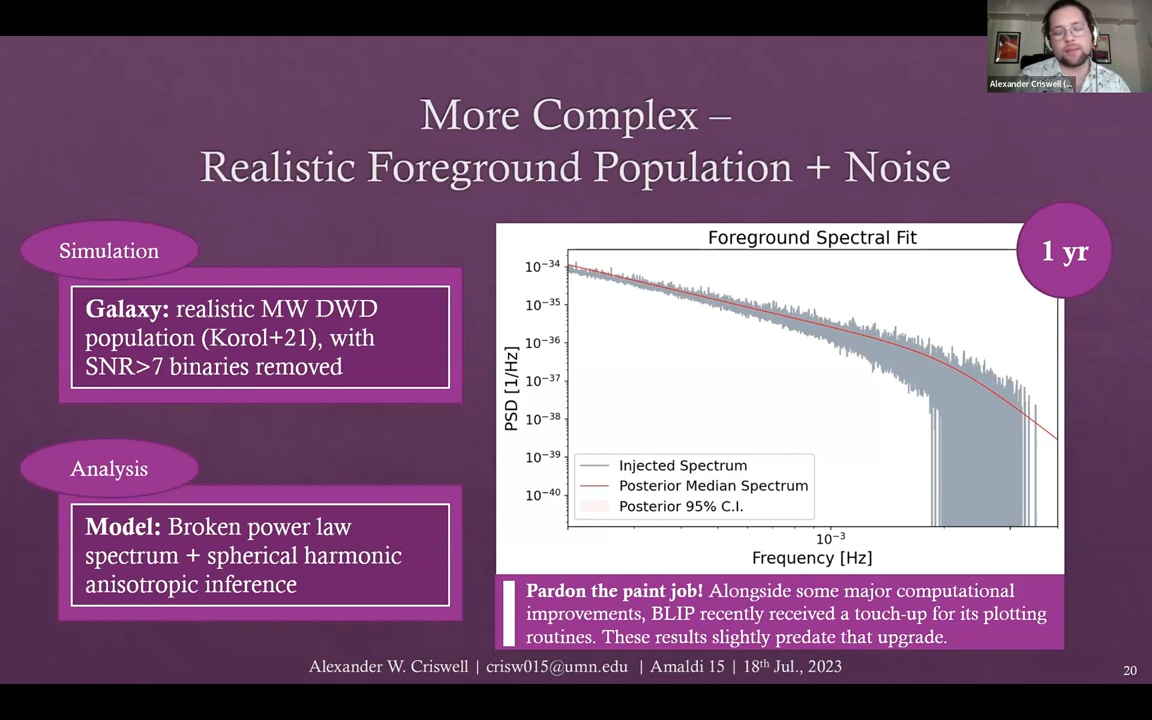 Alexander Criswell (...
More Complex –
Realistic Foreground Population + Noise
Simulation
Galaxy: realistic MW DWD
population (Korol+21), with
SNR>7 binaries removed
Analysis
Model: Broken power law
spectrum + spherical harmonic
anisotropic inference
1 yr
Foreground Spectral Fit
PSD [1/Hz]
10⁻³⁴
10⁻³⁵
10⁻³⁶
10⁻³⁷
10⁻³⁸
10⁻³⁹
10⁻⁴⁰
Injected Spectrum
Posterior Median Spectrum
Posterior 95% C.I.
10⁻³
Frequency [Hz]
Pardon the paint job! Alongside some major computational
improvements, BLIP recently received a touch-up for its plotting
routines. These results slightly predate that upgrade.
Alexander W. Criswell | crisw015@umn.edu | Amaldi 15 | 18th Jul., 2023
20